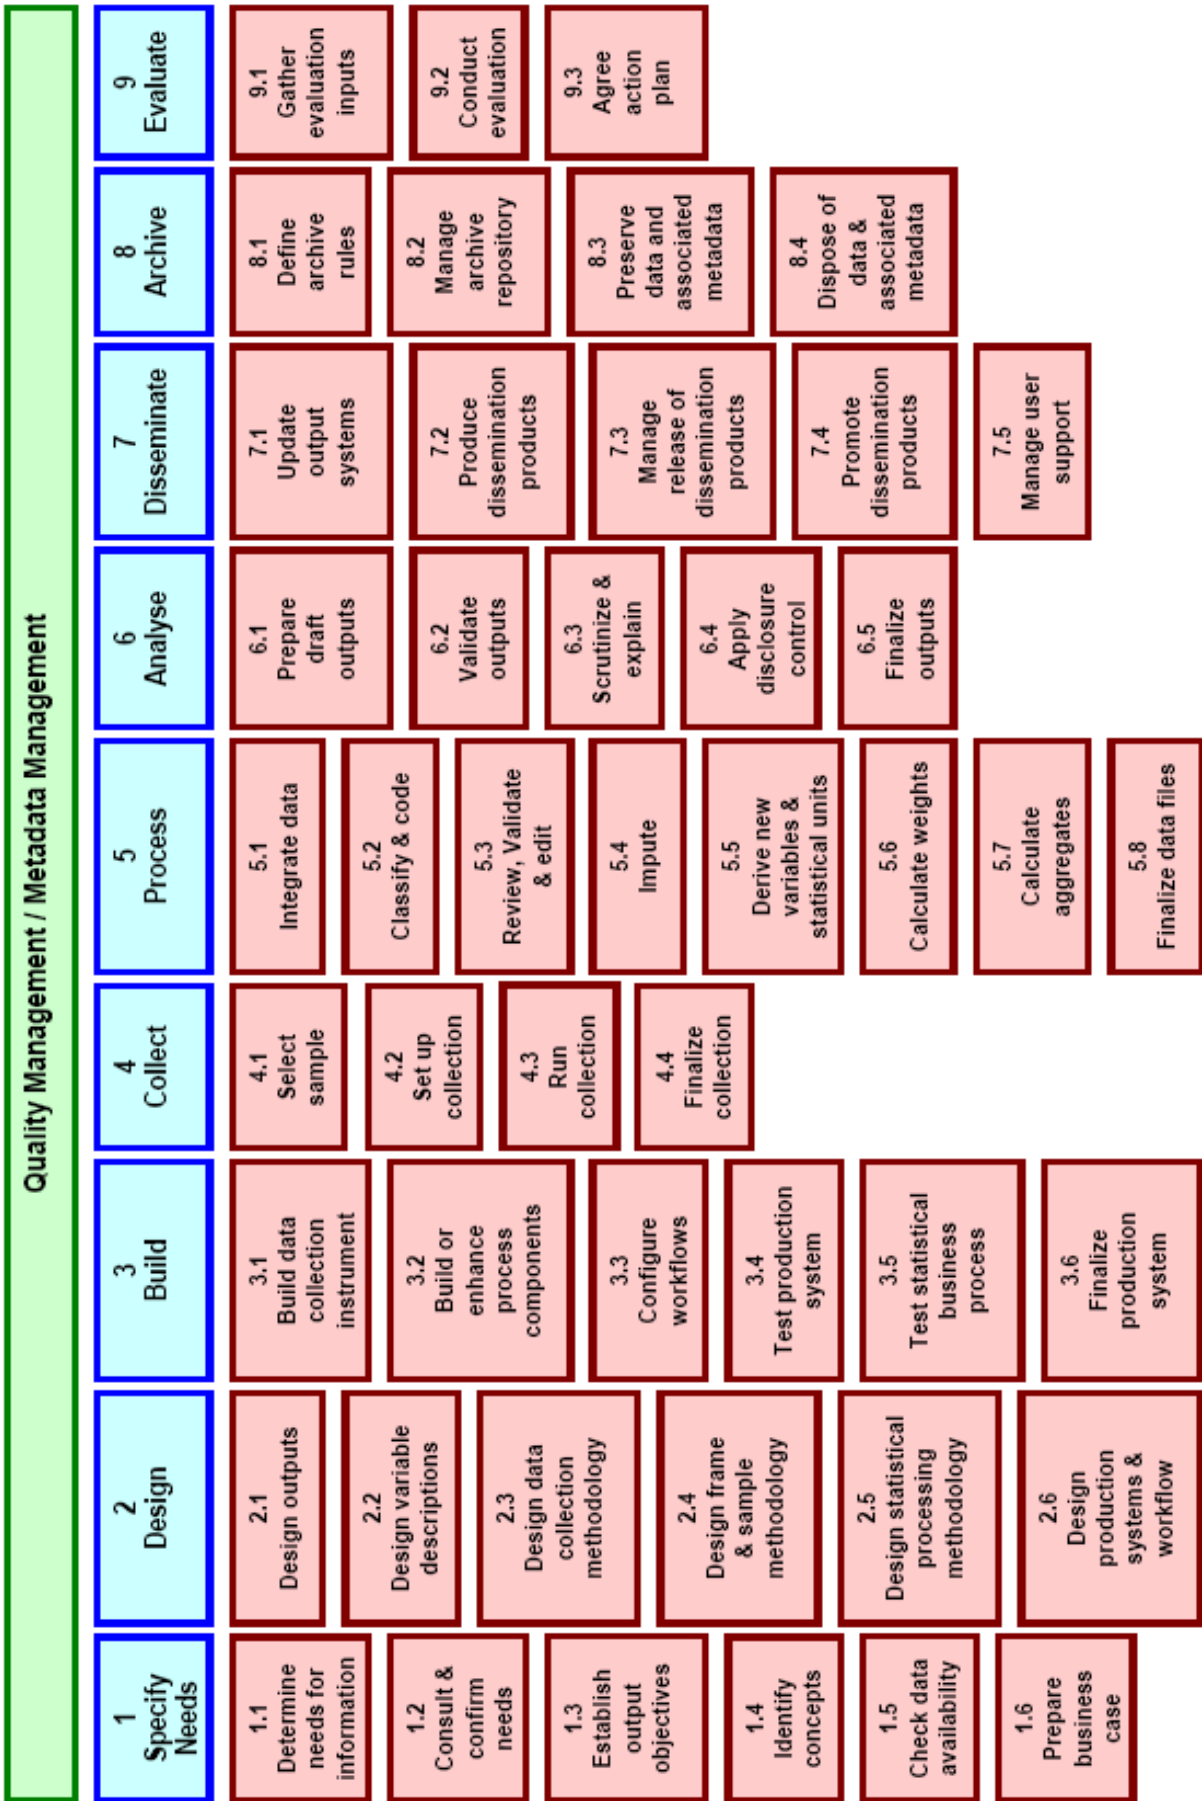 Quality Management / Metadata Management
1
Specify
Needs
2
Design
3
Build
4
Collect
5
Process
6
Analyse
7
Disseminate
8
Archive
9
Evaluate
1.1
Determine
needs for
information
1.2
Consult &
confirm
needs
1.3
Establish
output
objectives
1.4
Identify
concepts
1.5
Check data
availability
1.6
Prepare
business
case
2.1
Design outputs
2.2
Design variable
descriptions
2.3
Design data
collection
methodology
2.4
Design frame
& sample
methodology
2.5
Design statistical
processing
methodology
2.6
Design
production
systems &
workflow
3.1
Build data
collection
instrument
3.2
Build or
enhance
process
components
3.3
Configure
workflows
3.4
Test production
system
3.5
Test statistical
business
process
3.6
Finalize
production
system
4.1
Select
sample
4.2
Set up
collection
4.3
Run
collection
4.4
Finalize
collection
5.1
Integrate data
5.2
Classify & code
5.3
Review, Validate
& edit
5.4
Impute
5.5
Derive new
variables &
statistical units
5.6
Calculate weights
5.7
Calculate
aggregates
5.8
Finalize data files
6.1
Prepare
draft
outputs
6.2
Validate
outputs
6.3
Scrutinize &
explain
6.4
Apply
disclosure
control
6.5
Finalize
outputs
7.1
Update
output
systems
7.2
Produce
dissemination
products
7.3
Manage
release of
dissemination
products
7.4
Promote
dissemination
products
7.5
Manage user
support
8.1
Define
archive
rules
8.2
Manage
archive
repository
8.3
Preserve
data and
associated
metadata
8.4
Dispose of
data &
associated
metadata
9.1
Gather
evaluation
inputs
9.2
Conduct
evaluation
9.3
Agree
action
plan